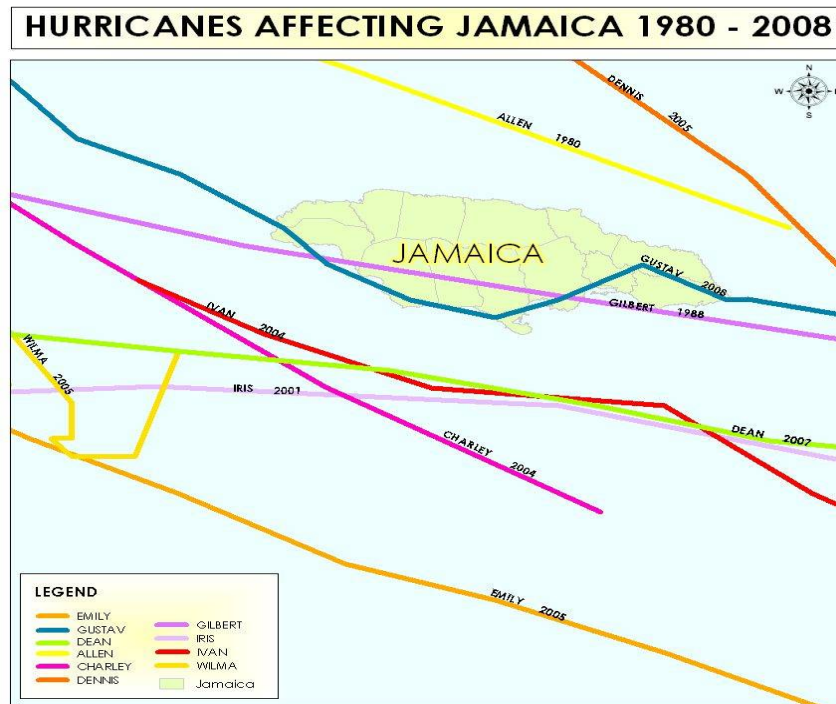 HURRICANES AFFECTING JAMAICA 1980 - 2008
N
W
E
S
DENNIS 2005
ALLEN 1980
JAMAICA
GUSTAV 2008
GILBERT 1988
IVAN 2004
WILMA 2005
IRIS 2001
DEAN 2007
CHARLEY 2004
EMILY 2005
LEGEND
EMILY
GUSTAV
DEAN
ALLEN
CHARLEY
DENNIS
GILBERT
IRIS
IVAN
WILMA
Jamaica